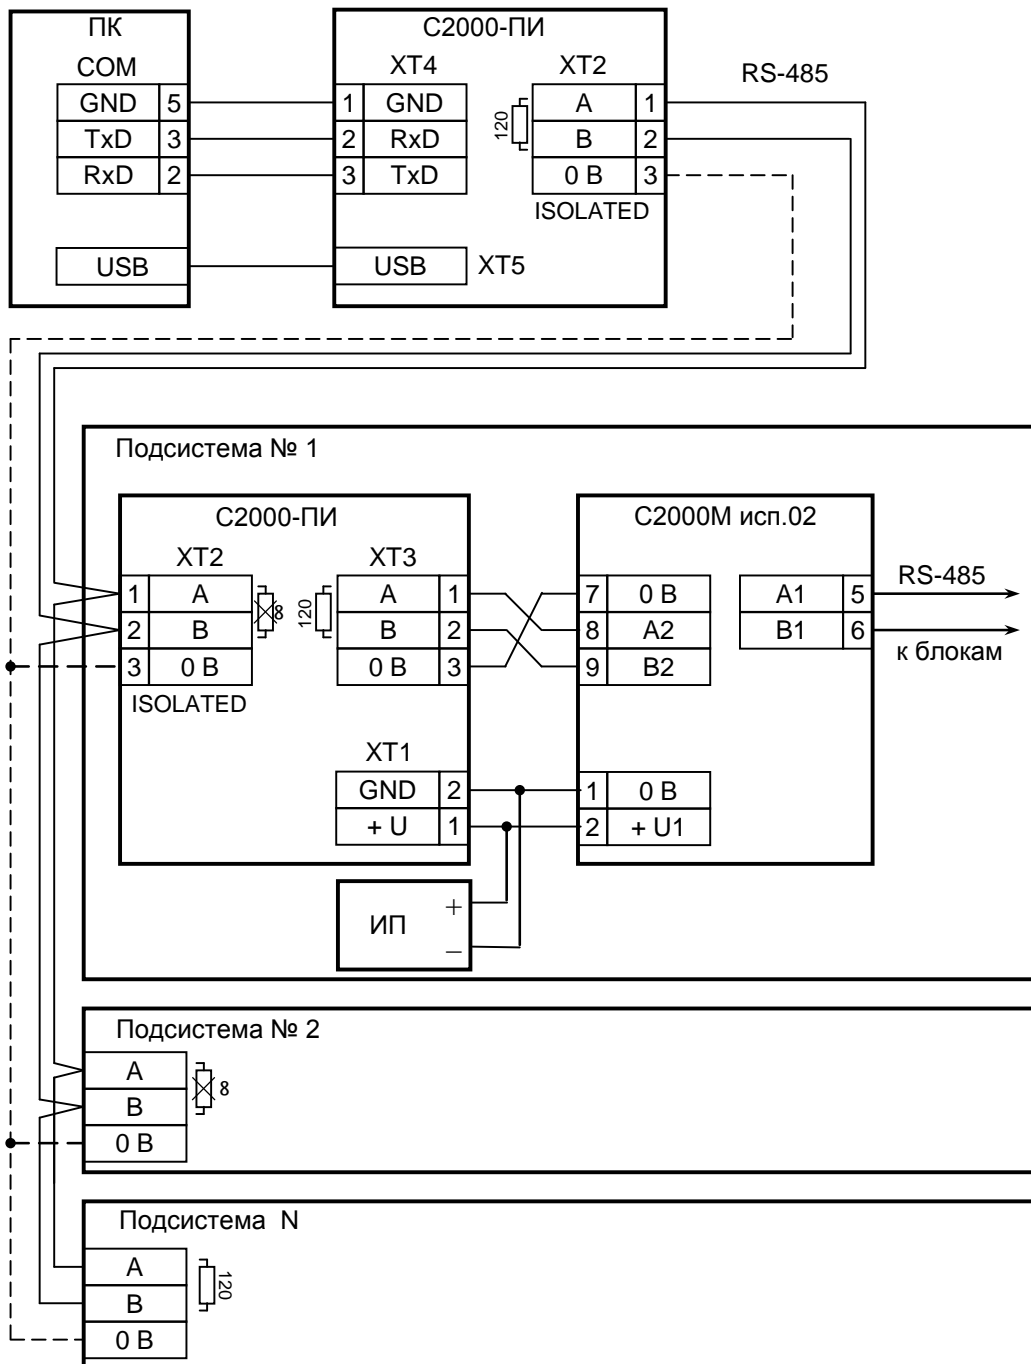 ПК
COM
GND 5
TxD 3
RxD 2
USB
С2000-ПИ
XT4
1 GND
2 RxD
3 TxD
USB XT5
XT2
120
A 1
B 2
0 В 3
ISOLATED
RS-485
Подсистема № 1
С2000-ПИ
XT2
1 A
2 B
3 0 В
ISOLATED
8
120
XT3
A 1
B 2
0 В 3
XT1
GND 2
+ U 1
ИП
+
–
С2000М исп.02
7 0 В
8 A2
9 B2
1 0 В
2 + U1
A1 5
B1 6
RS-485
к блокам
Подсистема № 2
A
B
0 В
8
Подсистема N
A
B
0 В
120